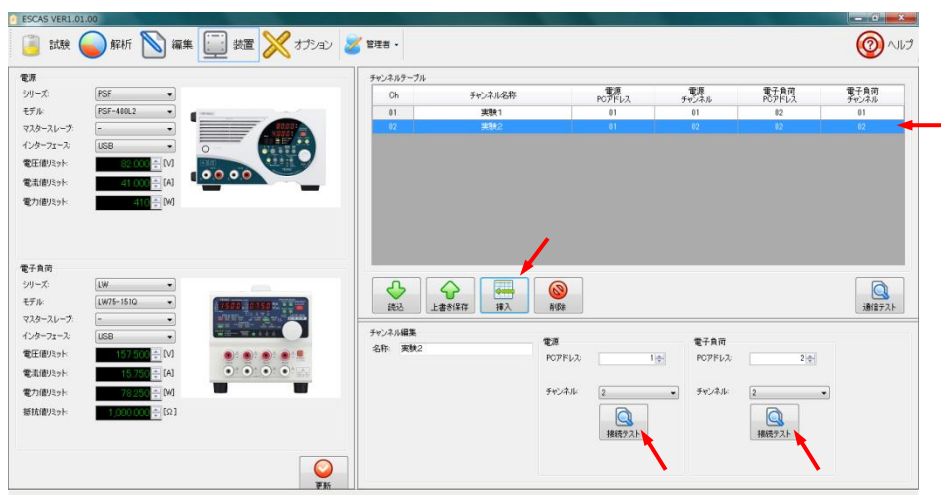 ESCAS VER1.01.00
試験 解析 編集 装置 オプション 管理者 ヘルプ
電源
シリーズ: PSF
モデル: PSF-400L2
マスタースレーブ: -
インターフェース: USB
電圧値リミット: 82.000 [V]
電流値リミット: 41.000 [A]
電力値リミット: 410 [W]
電子負荷
シリーズ: LW
モデル: LW75-151Q
マスタースレーブ: -
インターフェース: USB
電圧値リミット: 157.500 [V]
電流値リミット: 15.750 [A]
電力値リミット: 78.250 [W]
抵抗値リミット: 1,000.000 [Ω]
更新
チャンネルテーブル
Ch チャンネル名称 電源 PCアドレス 電源 チャンネル 電子負荷 PCアドレス 電子負荷 チャンネル
01 実験1 01 01 02 01
02 実験2 01 02 02 02
読込 上書き保存 挿入 削除 通信テスト
チャンネル編集
名称: 実験2
電源
PCアドレス: 1
チャンネル: 2
接続テスト
電子負荷
PCアドレス: 2
チャンネル: 2
接続テスト